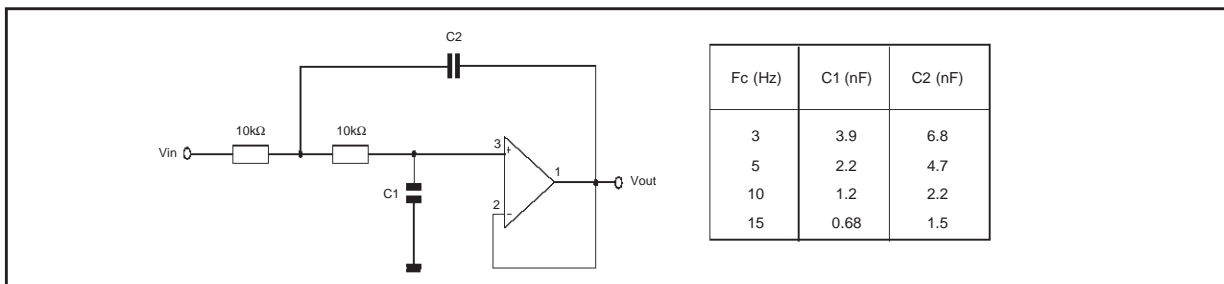 C2
10kΩ
10kΩ
Vin
3
+
1
Vout
C1
2
-
Fc (Hz) C1 (nF) C2 (nF)
3 3.9 6.8
5 2.2 4.7
10 1.2 2.2
15 0.68 1.5